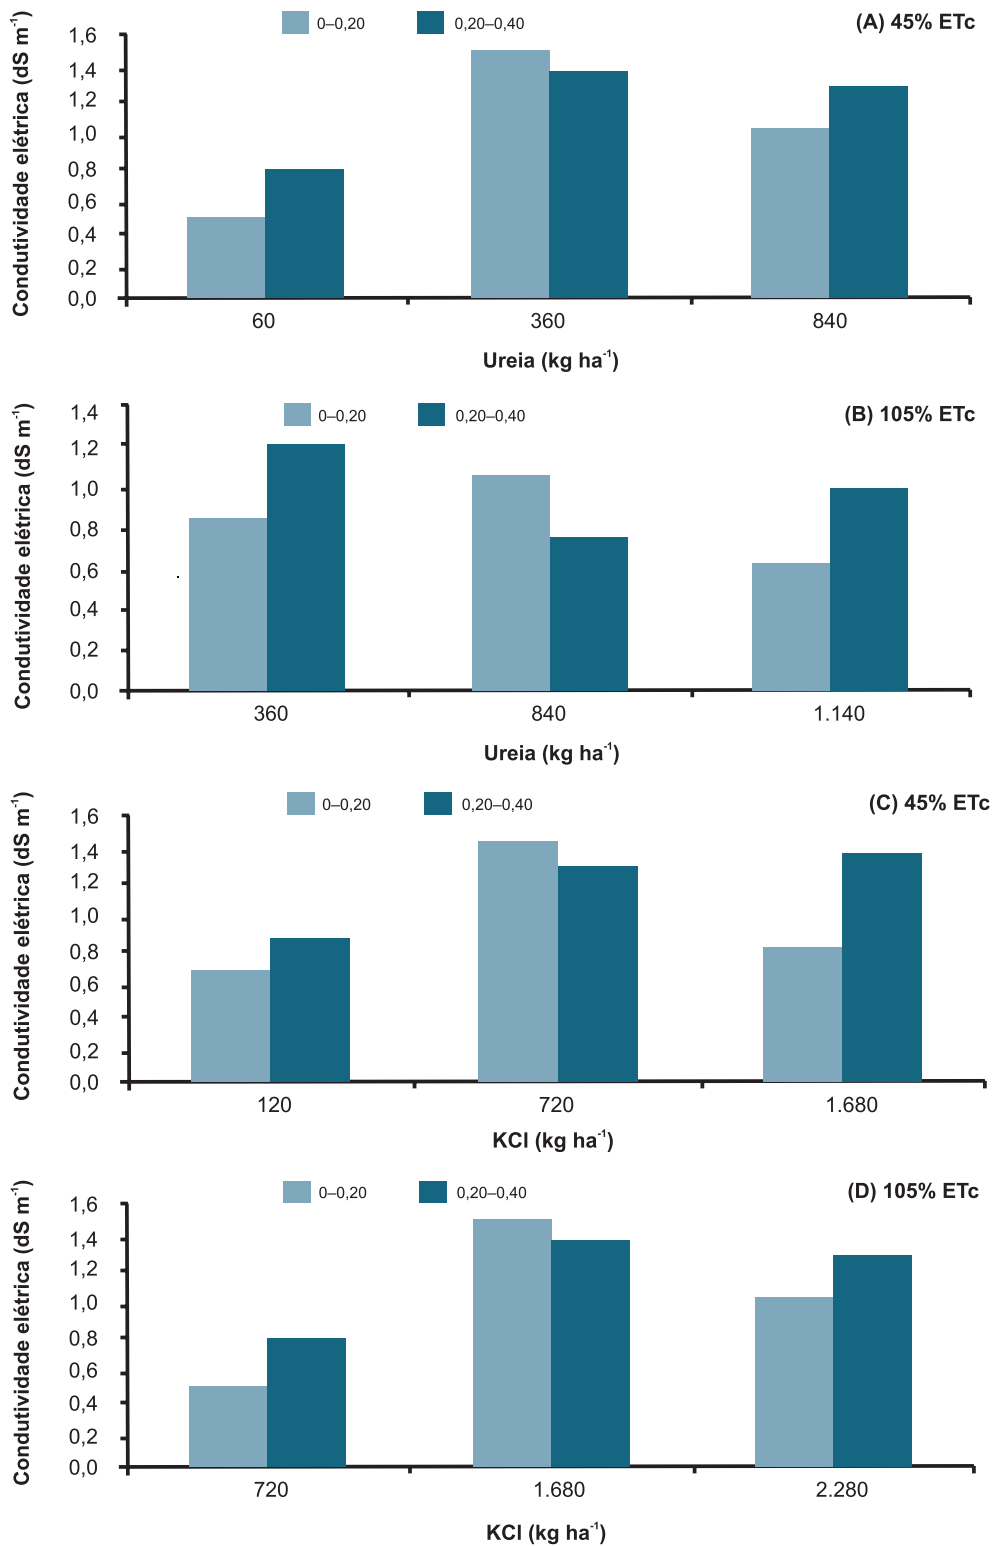 0–0,20 0,20–0,40 (A) 45% ETc
Condutividade elétrica (dS m-1)
1,6
1,4
1,2
1,0
0,8
0,6
0,4
0,2
0,0
60 360 840
Ureia (kg ha-1)
0–0,20 0,20–0,40 (B) 105% ETc
Condutividade elétrica (dS m-1)
1,4
1,2
1,0
0,8
0,6
0,4
0,2
0,0
360 840 1.140
Ureia (kg ha-1)
0–0,20 0,20–0,40 (C) 45% ETc
Condutividade elétrica (dS m-1)
1,6
1,4
1,2
1,0
0,8
0,6
0,4
0,2
0,0
120 720 1.680
KCl (kg ha-1)
0–0,20 0,20–0,40 (D) 105% ETc
Condutividade elétrica (dS m-1)
1,6
1,4
1,2
1,0
0,8
0,6
0,4
0,2
0,0
720 1.680 2.280
KCl (kg ha-1)